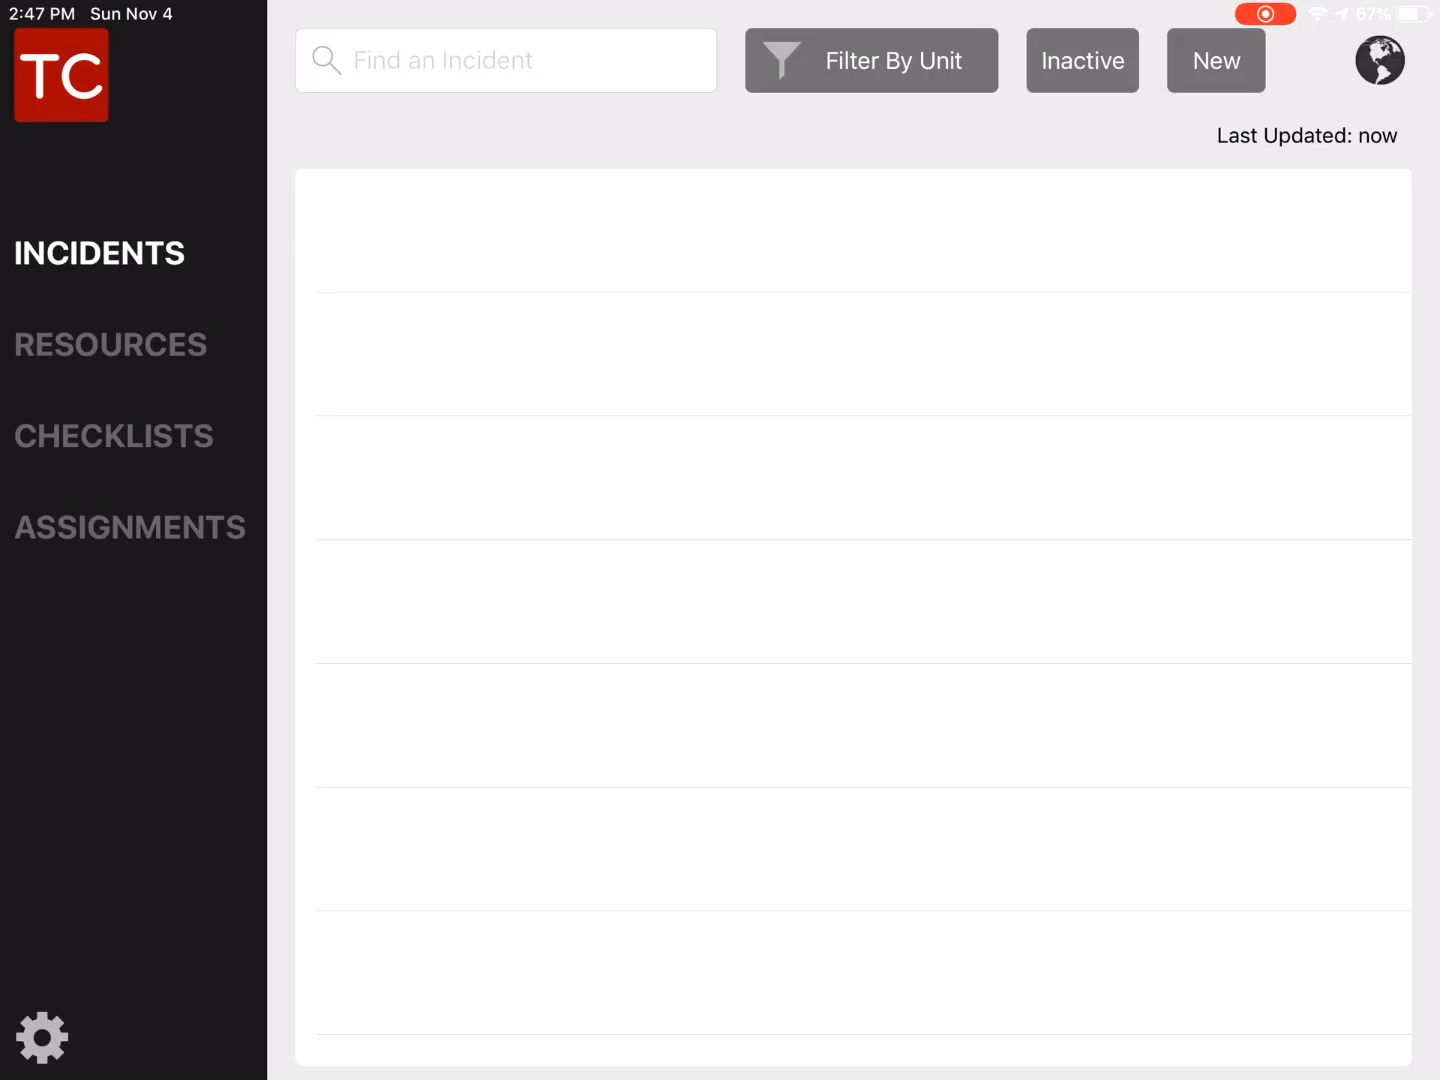 2:47 PM Sun Nov 4
67%
TC
Find an Incident
Filter By Unit
Inactive
New
Last Updated: now
INCIDENTS
RESOURCES
CHECKLISTS
ASSIGNMENTS